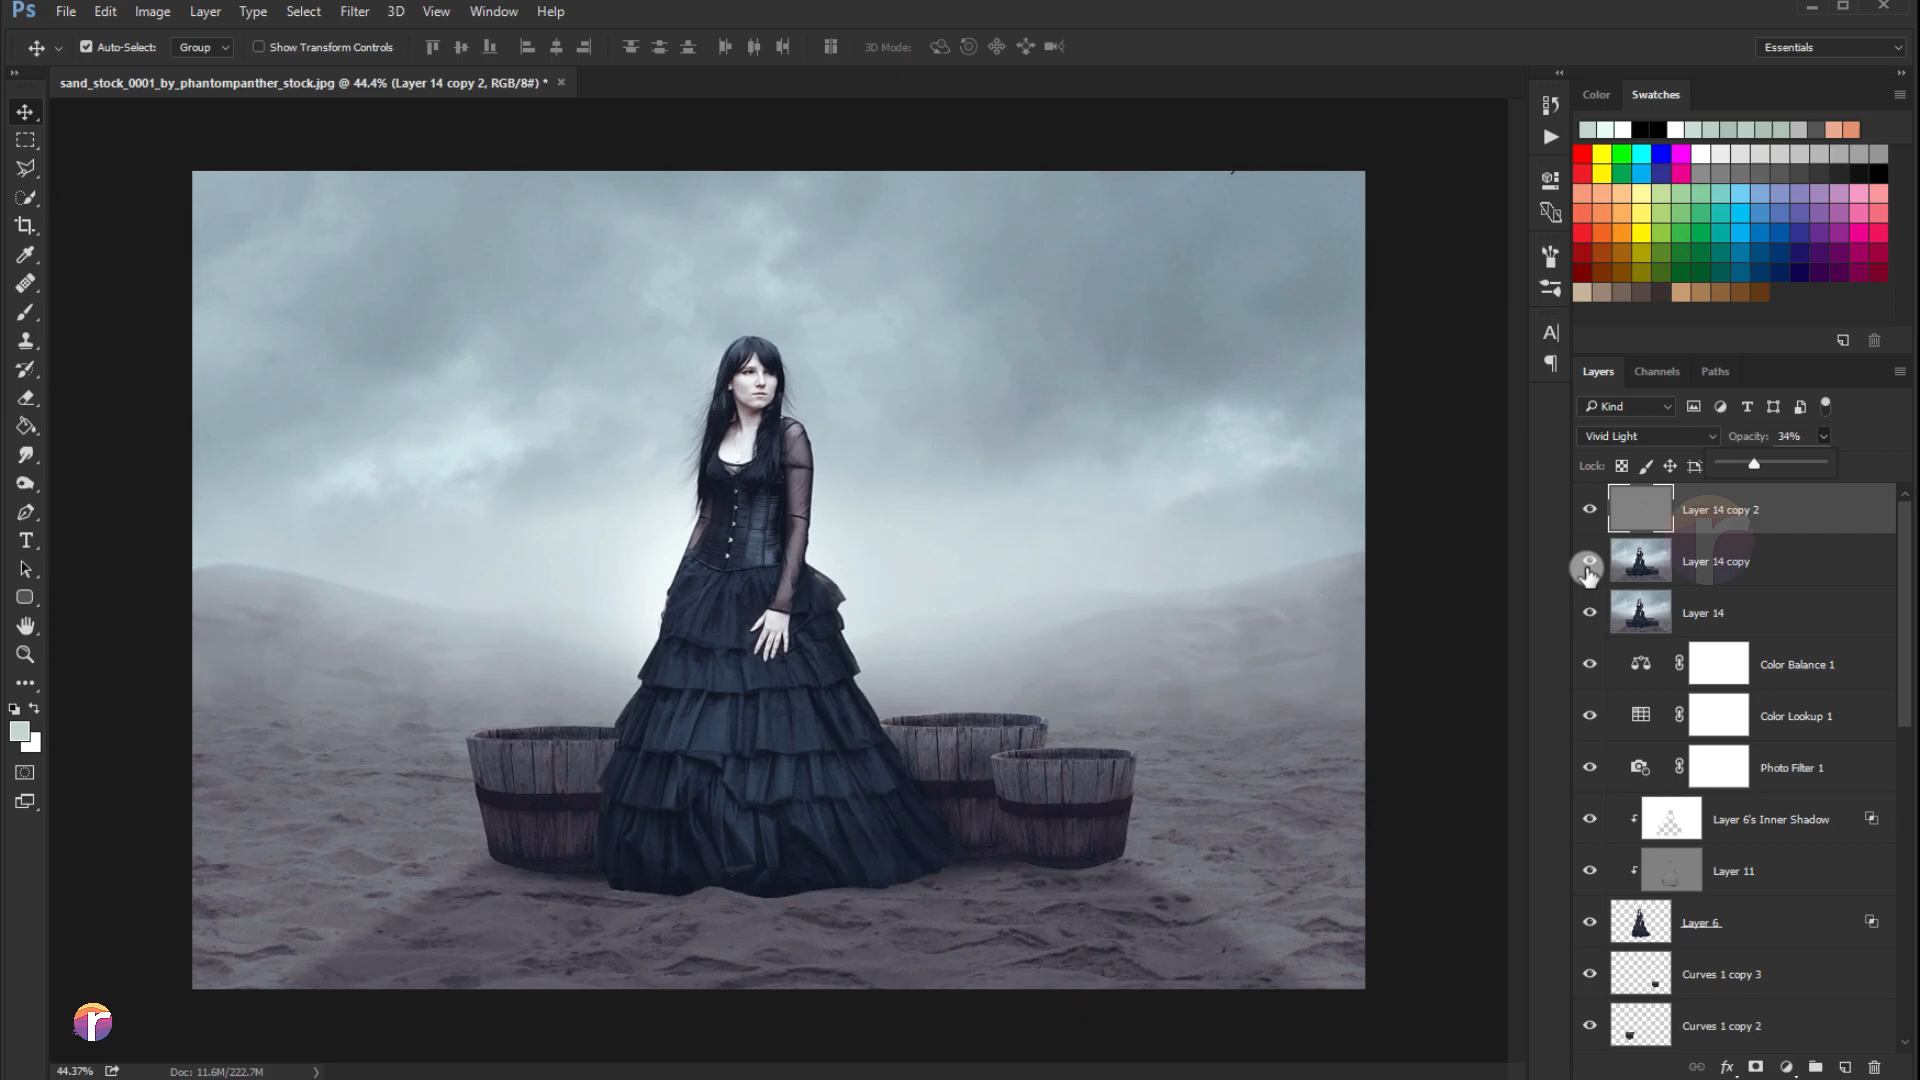 Ps File Edit Image Layer Type Select Filter 3D View Window Help
Auto-Select: Group Show Transform Controls 3D Mode: Essentials
sand_stock_0001_by_phantompanther_stock.jpg @ 44.4% (Layer 14 copy 2, RGB/8#) *
Color Swatches
Layers Channels Paths
Kind
Vivid Light Opacity: 34%
Lock:
Layer 14 copy 2
Layer 14 copy
Layer 14
Color Balance 1
Color Lookup 1
Photo Filter 1
Layer 6's Inner Shadow
Layer 11
Layer 6
Curves 1 copy 3
Curves 1 copy 2
44.37% Doc: 11.6M/222.7M